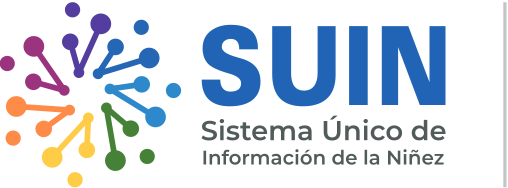 SUIN
Sistema Único de
Información de la Niñez